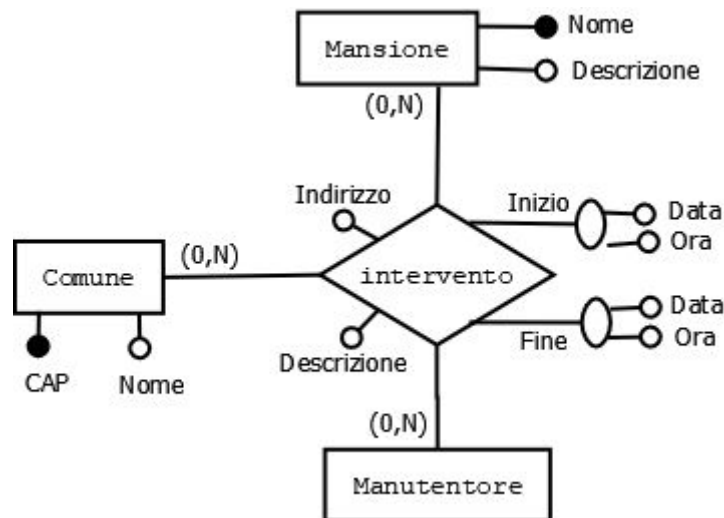 Mansione
Nome
Descrizione
(0,N)
Indirizzo
Inizio
Data
Ora
(0,N)
Comune
intervento
CAP
Nome
Descrizione
Fine
Data
Ora
(0,N)
Manutentore